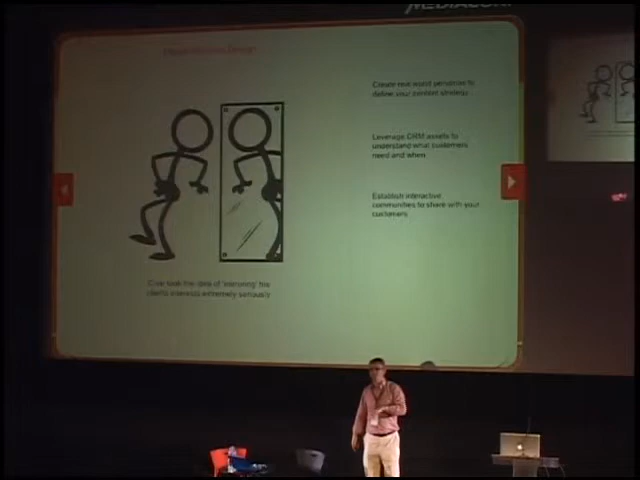 MEDIACORP
Create real world personas to
define your content strategy
Leverage CRM assets to
understand what customers
need and when
Establish interactive
communities to share with your
customers
took the idea of 'mirroring' his
clients interests extremely seriously